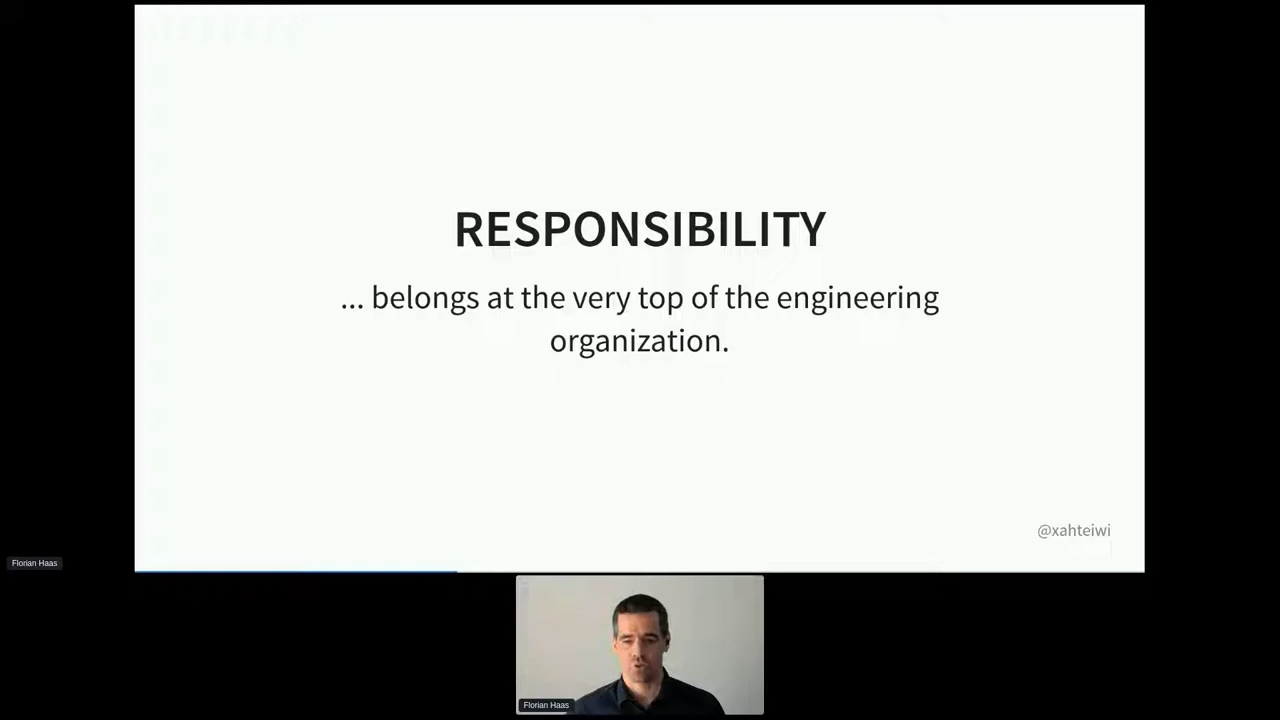 RESPONSIBILITY
... belongs at the very top of the engineering
organization.
@xahteiwi
Florian Haas
Florian Haas